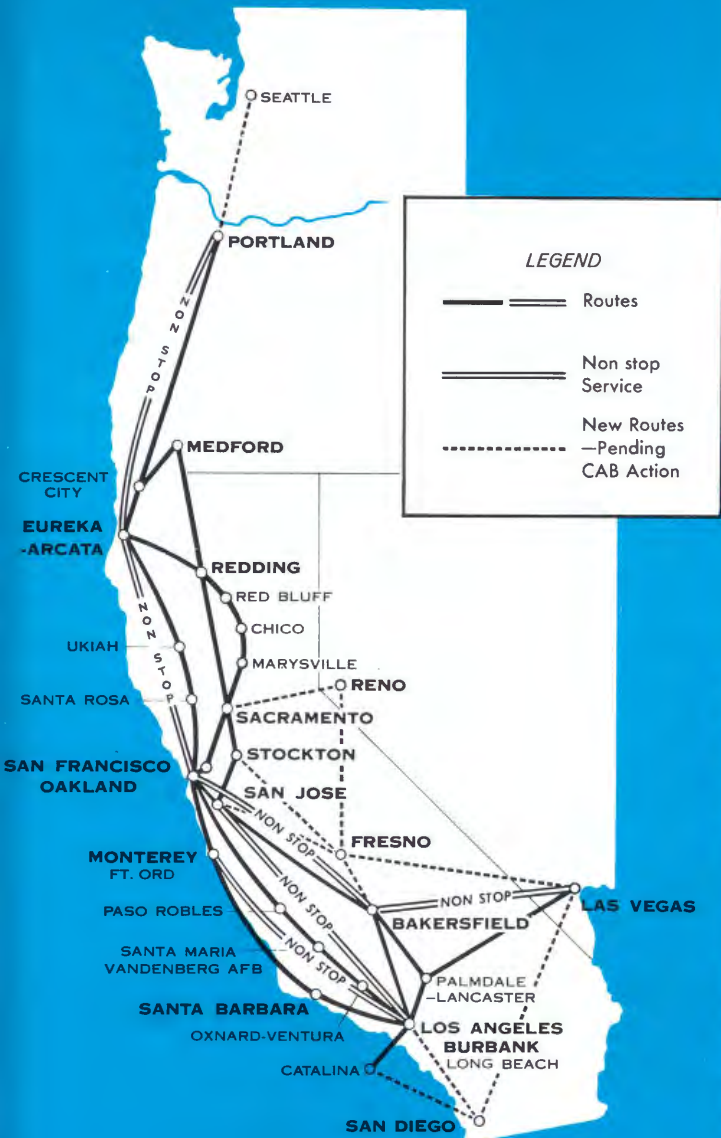 SEATTLE
PORTLAND
NON STOP
LEGEND
Routes
Non stop
Service
New Routes
—Pending
CAB Action
MEDFORD
CRESCENT
CITY
EUREKA
-ARCATA
REDDING
RED BLUFF
CHICO
NON STOP
UKIAH
MARYSVILLE
SANTA ROSA
RENO
SACRAMENTO
STOCKTON
SAN FRANCISCO
OAKLAND
SAN JOSE
NON STOP
FRESNO
MONTEREY
FT. ORD
NON STOP
LAS VEGAS
PASO ROBLES
NON STOP
BAKERSFIELD
SANTA MARIA
VANDENBERG AFB
NON STOP
PALMDALE
-LANCASTER
SANTA BARBARA
OXNARD-VENTURA
LOS ANGELES
BURBANK
LONG BEACH
CATALINA
SAN DIEGO